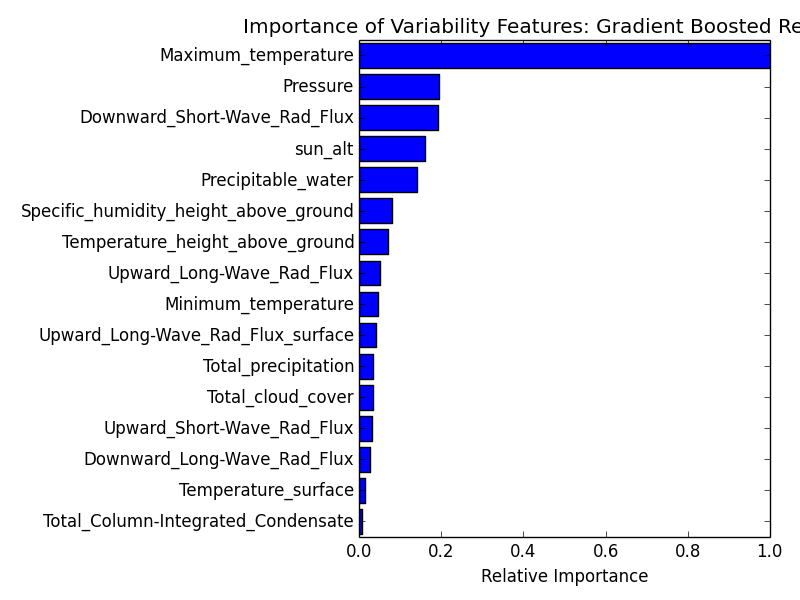 Importance of Variability Features: Gradient Boosted Re
Maximum_temperature
Pressure
Downward_Short-Wave_Rad_Flux
sun_alt
Precipitable_water
Specific_humidity_height_above_ground
Temperature_height_above_ground
Upward_Long-Wave_Rad_Flux
Minimum_temperature
Upward_Long-Wave_Rad_Flux_surface
Total_precipitation
Total_cloud_cover
Upward_Short-Wave_Rad_Flux
Downward_Long-Wave_Rad_Flux
Temperature_surface
Total_Column-Integrated_Condensate
0.0 0.2 0.4 0.6 0.8 1.0
Relative Importance